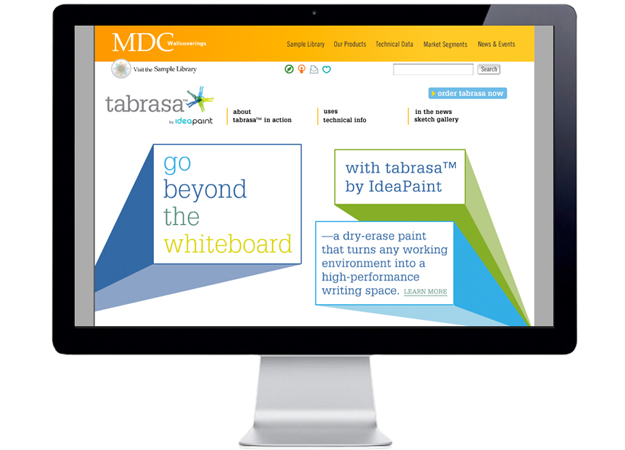 MDC Wallcoverings
Sample Library Our Products Technical Data Market Segments News & Events
Visit the Sample Library
Search
order tabrasa now
tabrasa™
by ideapaint
about
tabrasa™ in action
uses
technical info
in the news
sketch gallery
go
beyond
the
whiteboard
with tabrasa™
by IdeaPaint
—a dry-erase paint
that turns any working
environment into a
high-performance
writing space. LEARN MORE